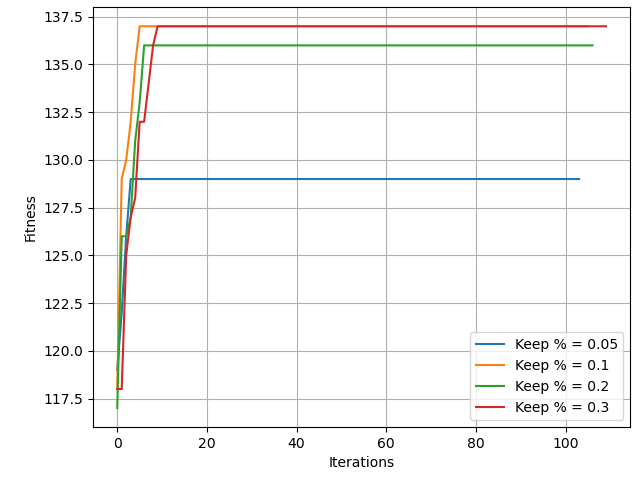 137.5
135.0
132.5
130.0
127.5
125.0
122.5
120.0
117.5
Fitness
0 20 40 60 80 100
Iterations
Keep % = 0.05
Keep % = 0.1
Keep % = 0.2
Keep % = 0.3